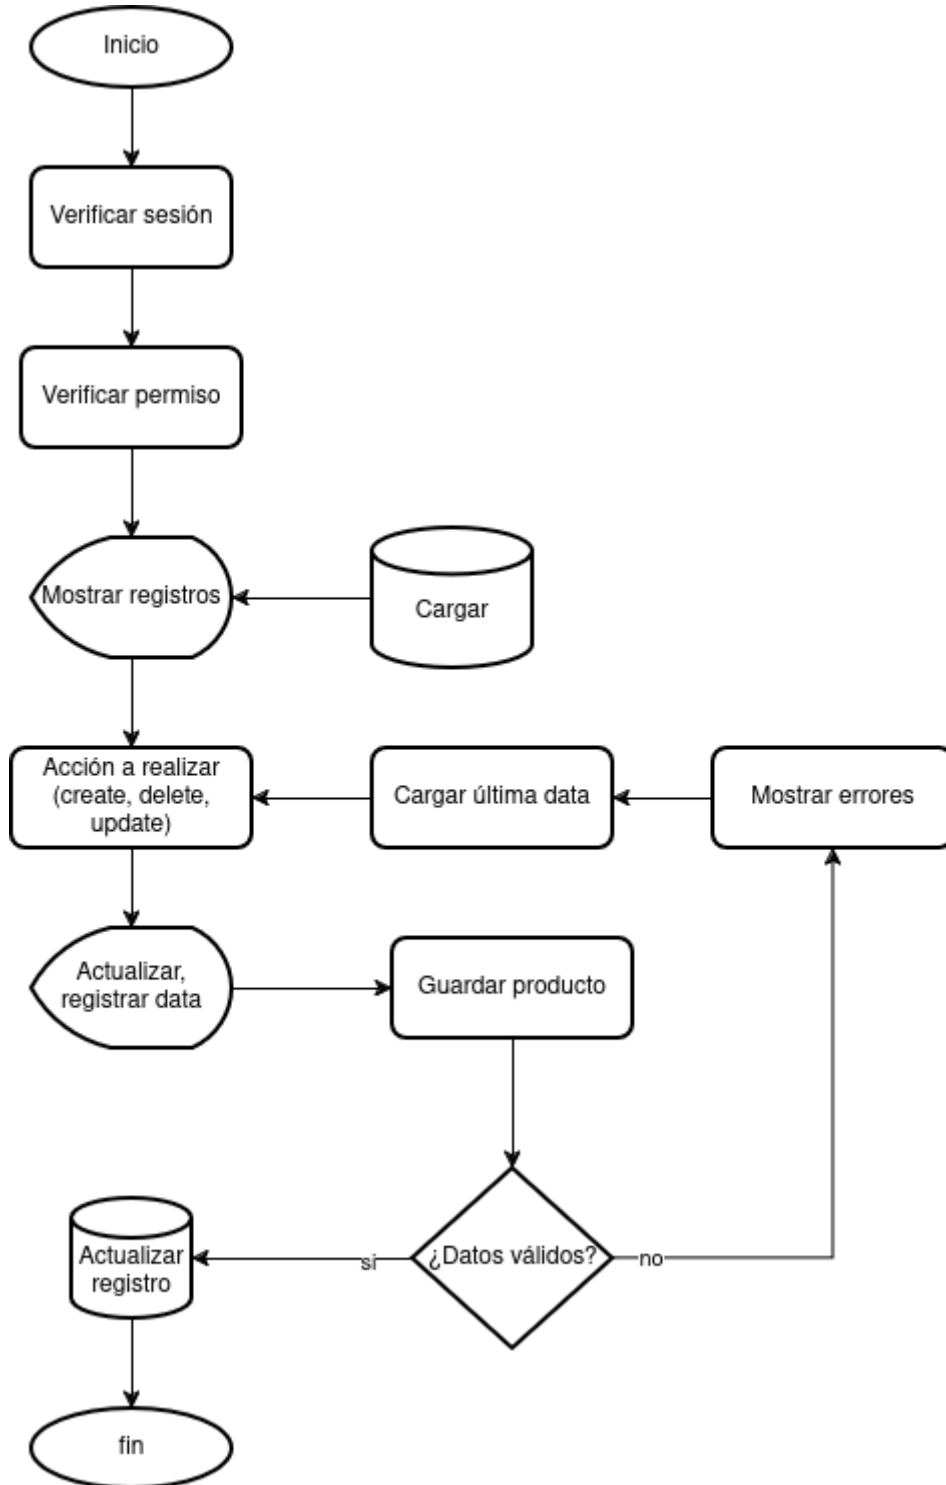 Inicio
Verificar sesión
Verificar permiso
Mostrar registros
Cargar
Acción a realizar
(create, delete,
update)
Cargar última data
Mostrar errores
Actualizar,
registrar data
Guardar producto
¿Datos válidos?
sí
no
Actualizar
registro
fin